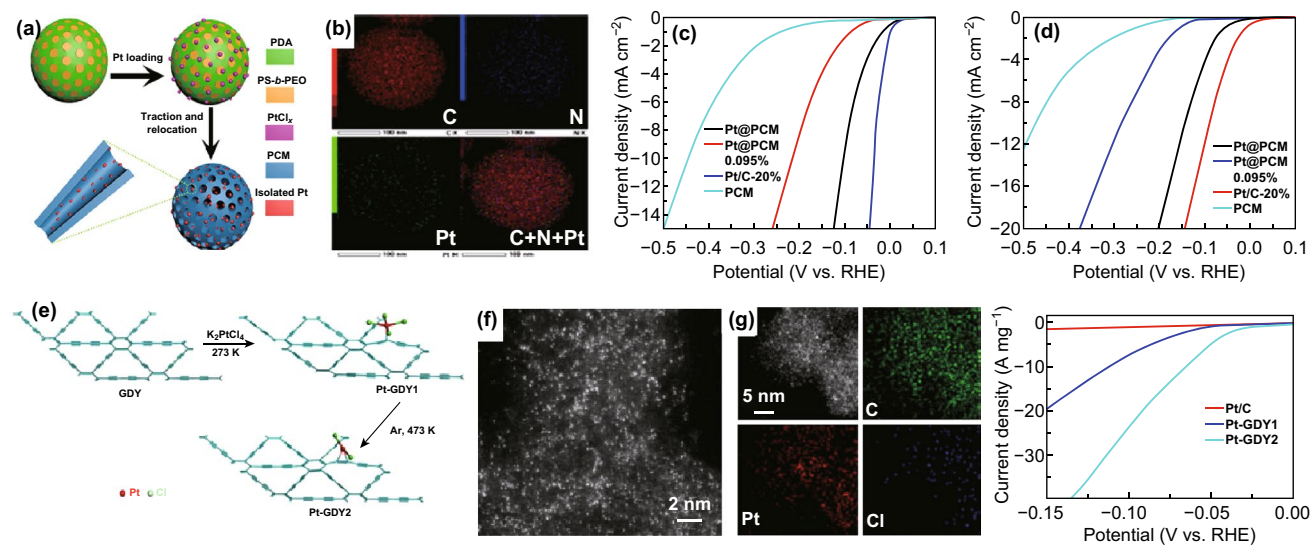 (a)
Pt loading
Traction and
relocation
PDA
PS-b-PEO
PtClₓ
PCM
Isolated Pt
(b)
C
N
Pt
C+N+Pt
(c)
Current density (mA cm⁻²)
0
−2
−4
−6
−8
−10
−12
−14
Pt@PCM
Pt@PCM
0.095%
Pt/C-20%
PCM
−0.5
−0.4
−0.3
−0.2
−0.1
0.0
0.1
Potential (V vs. RHE)
(d)
Current density (mA cm⁻²)
0
−4
−8
−12
−16
−20
Pt@PCM
Pt@PCM
0.095%
Pt/C-20%
PCM
−0.5
−0.4
−0.3
−0.2
−0.1
0.0
0.1
Potential (V vs. RHE)
(e)
K₂PtCl₄
273 K
GDY
Pt-GDY1
Ar, 473 K
Pt-GDY2
Pt
Cl
(f)
2 nm
(g)
5 nm
C
Pt
Cl
Current density (A mg⁻¹)
0
−10
−20
−30
Pt/C
Pt-GDY1
Pt-GDY2
−0.15
−0.10
−0.05
0.00
Potential (V vs. RHE)